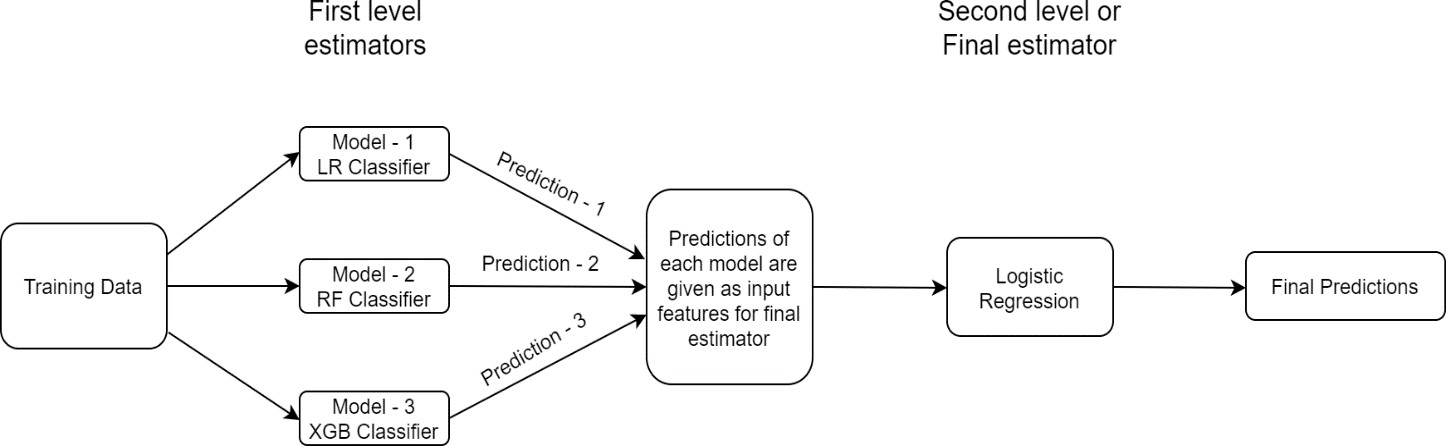 First level
estimators
Second level or
Final estimator
Training Data
Model - 1
LR Classifier
Model - 2
RF Classifier
Model - 3
XGB Classifier
Prediction - 1
Prediction - 2
Prediction - 3
Predictions of
each model are
given as input
features for final
estimator
Logistic
Regression
Final Predictions